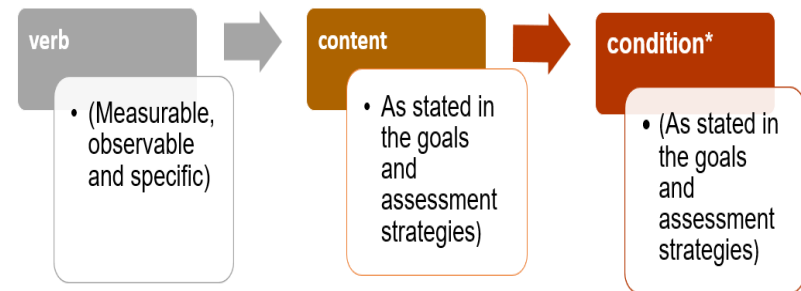 verb
• (Measurable,
observable
and specific)
content
• As stated in
the goals
and
assessment
strategies)
condition*
• (As stated in
the goals
and
assessment
strategies)